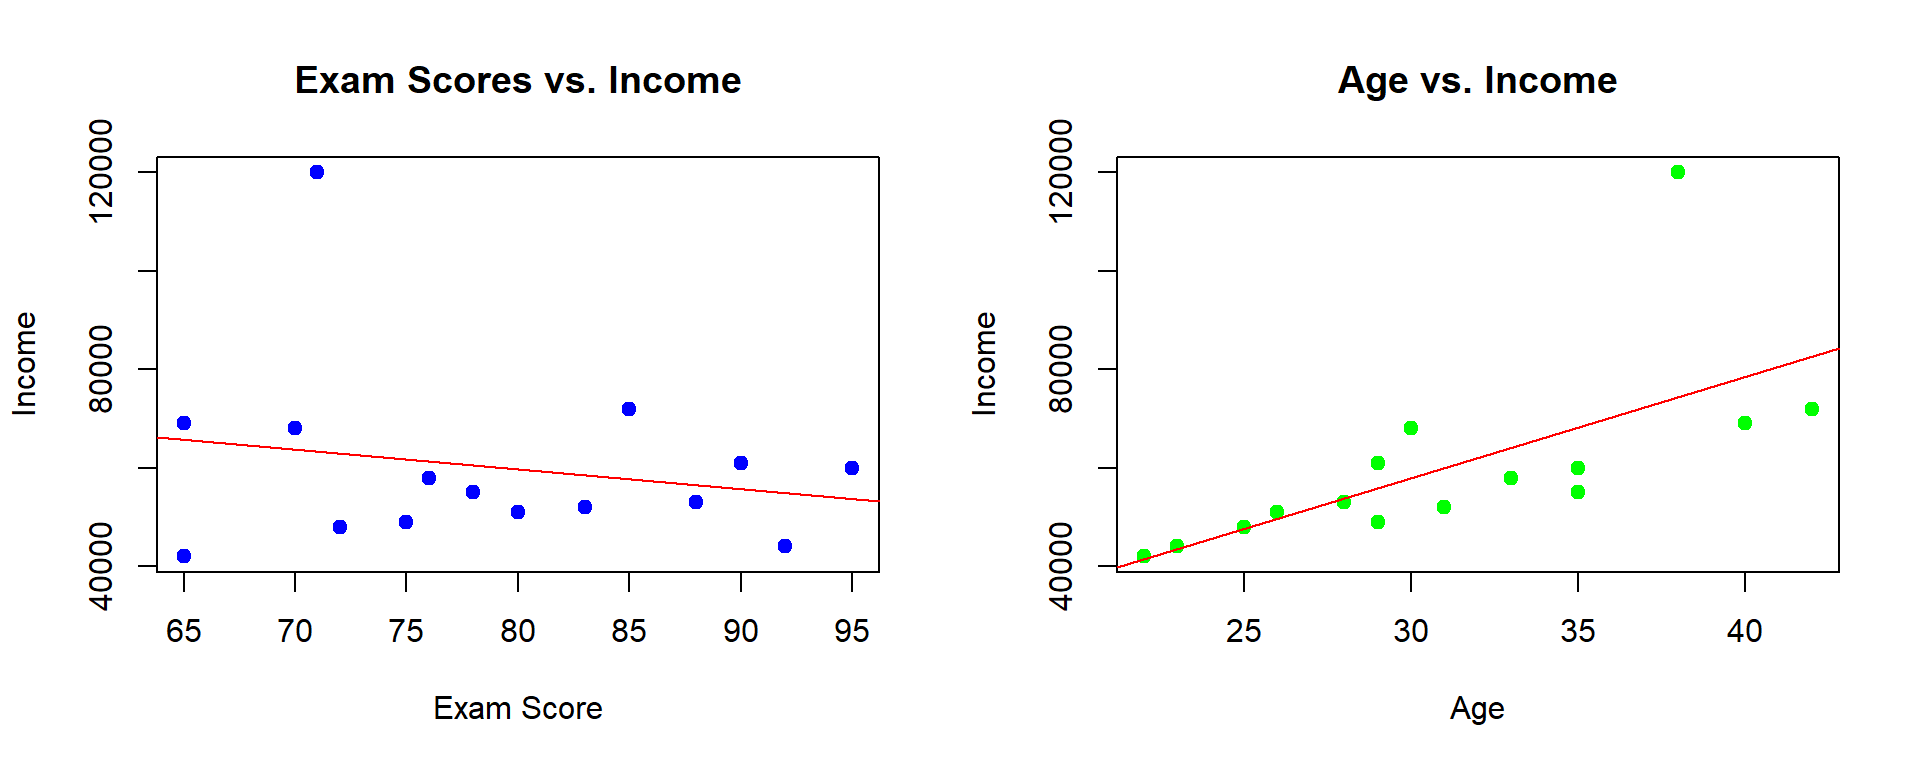 Exam Scores vs. Income
Income
120000
80000
40000
65 70 75 80 85 90 95
Exam Score
Age vs. Income
Income
120000
80000
40000
25 30 35 40
Age